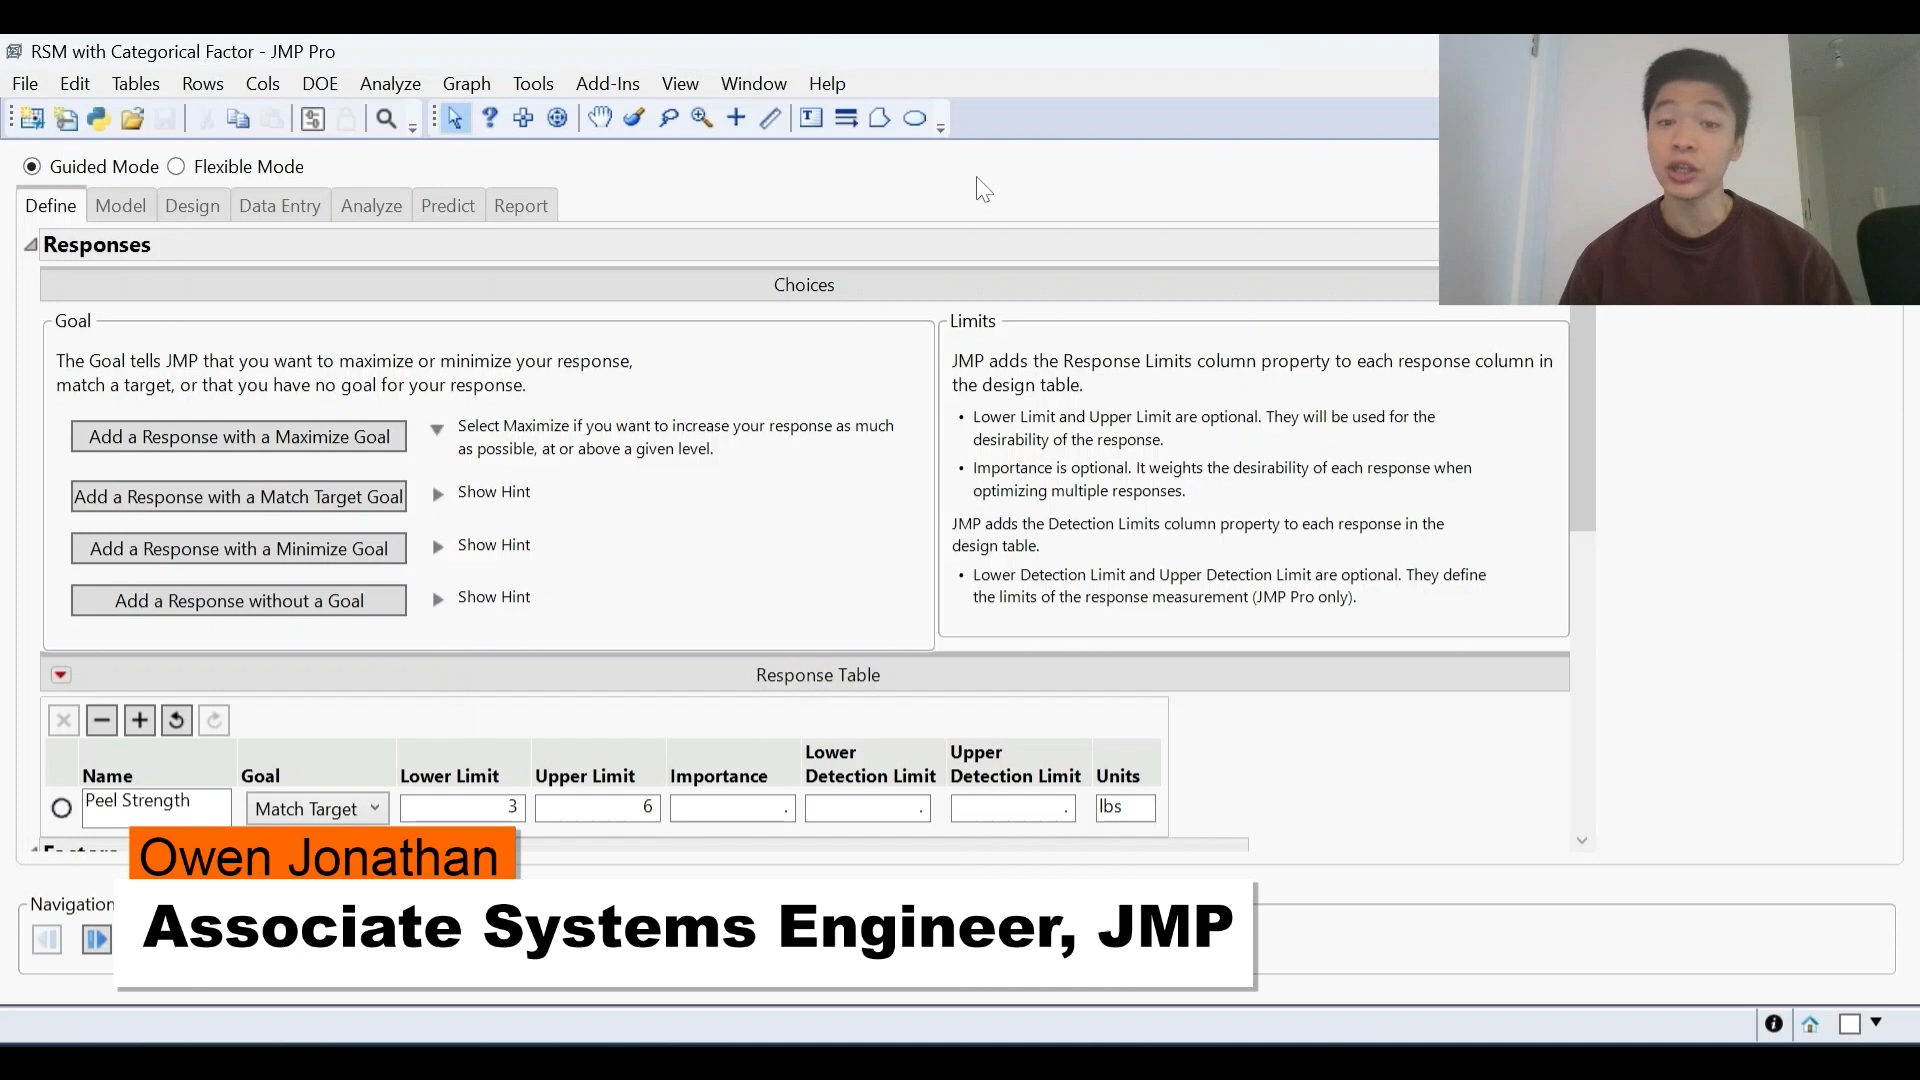 RSM with Categorical Factor - JMP Pro
File Edit Tables Rows Cols DOE Analyze Graph Tools Add-Ins View Window Help
Guided Mode Flexible Mode
Define Model Design Data Entry Analyze Predict Report
Responses
Choices
Goal
The Goal tells JMP that you want to maximize or minimize your response,
match a target, or that you have no goal for your response.
Add a Response with a Maximize Goal
Select Maximize if you want to increase your response as much
as possible, at or above a given level.
Add a Response with a Match Target Goal
Show Hint
Add a Response with a Minimize Goal
Show Hint
Add a Response without a Goal
Show Hint
Limits
JMP adds the Response Limits column property to each response column in
the design table.
• Lower Limit and Upper Limit are optional. They will be used for the
desirability of the response.
• Importance is optional. It weights the desirability of each response when
optimizing multiple responses.
JMP adds the Detection Limits column property to each response in the
design table.
• Lower Detection Limit and Upper Detection Limit are optional. They define
the limits of the response measurement (JMP Pro only).
Response Table
Name Goal Lower Limit Upper Limit Importance Lower Detection Limit Upper Detection Limit Units
Peel Strength Match Target 3 6 . . . lbs
Owen Jonathan
Associate Systems Engineer, JMP
Navigation